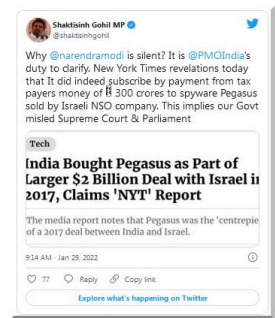 Shaktisinh Gohil MP
@shaktisinhgohil
Why @narendramodi is silent? It is @PMOIndia's
duty to clarify. New York Times revelations today
that It did indeed subscribe by payment from tax
payers money of 300 crores to spyware Pegasus
sold by Israeli NSO company. This implies our Govt
misled Supreme Court & Parliament
Tech
India Bought Pegasus as Part of
Larger $2 Billion Deal with Israel in
2017, Claims 'NYT' Report
The media report notes that Pegasus was the 'centrepie
of a 2017 deal between India and Israel.
9:14 AM · Jan 29, 2022
77 Reply Copy link
Explore what's happening on Twitter